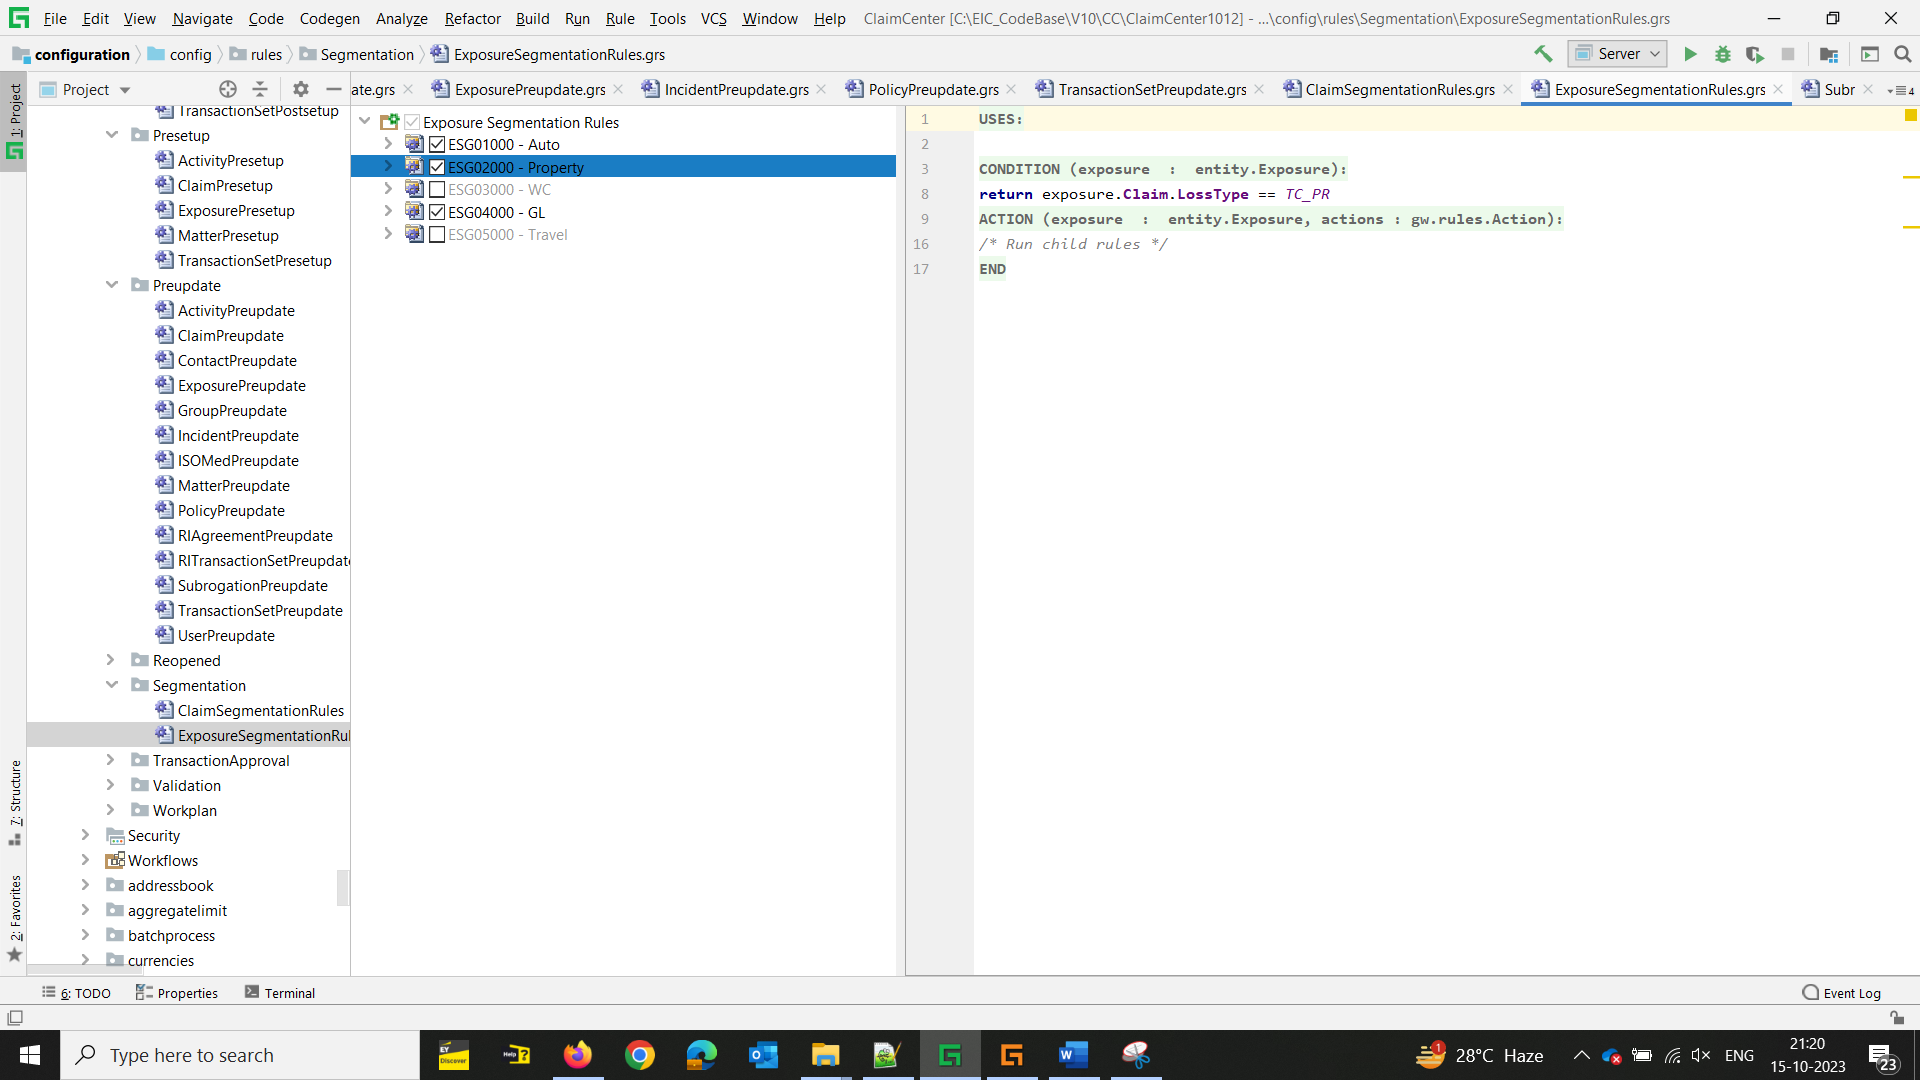 File Edit View Navigate Code Codegen Analyze Refactor Build Run Rule Tools VCS Window Help ClaimCenter [C:\EIC_CodeBase\V10\CC\ClaimCenter1012] - ...\config\rules\Segmentation\ExposureSegmentationRules.grs
configuration config rules Segmentation ExposureSegmentationRules.grs Server
Project ate.grs ExposurePreupdate.grs IncidentPreupdate.grs PolicyPreupdate.grs TransactionSetPreupdate.grs ClaimSegmentationRules.grs ExposureSegmentationRules.grs Subr 4
1: Project
7: Structure
2: Favorites
TransactionSetPostsetup
Presetup
ActivityPresetup
ClaimPresetup
ExposurePresetup
MatterPresetup
TransactionSetPresetup
Preupdate
ActivityPreupdate
ClaimPreupdate
ContactPreupdate
ExposurePreupdate
GroupPreupdate
IncidentPreupdate
ISOMedPreupdate
MatterPreupdate
PolicyPreupdate
RIAgreementPreupdate
RITransactionSetPreupdate
SubrogationPreupdate
TransactionSetPreupdate
UserPreupdate
Reopened
Segmentation
ClaimSegmentationRules
ExposureSegmentationRul
TransactionApproval
Validation
Workplan
Security
Workflows
addressbook
aggregatelimit
batchprocess
currencies
Exposure Segmentation Rules
ESG01000 - Auto
ESG02000 - Property
ESG03000 - WC
ESG04000 - GL
ESG05000 - Travel
1 USES:
2
3 CONDITION (exposure : entity.Exposure):
8 return exposure.Claim.LossType == TC_PR
9 ACTION (exposure : entity.Exposure, actions : gw.rules.Action):
16 /* Run child rules */
17 END
6: TODO Properties Terminal Event Log
Type here to search EY Discover Help ? 1 28°C Haze ENG 21:20 23
15-10-2023